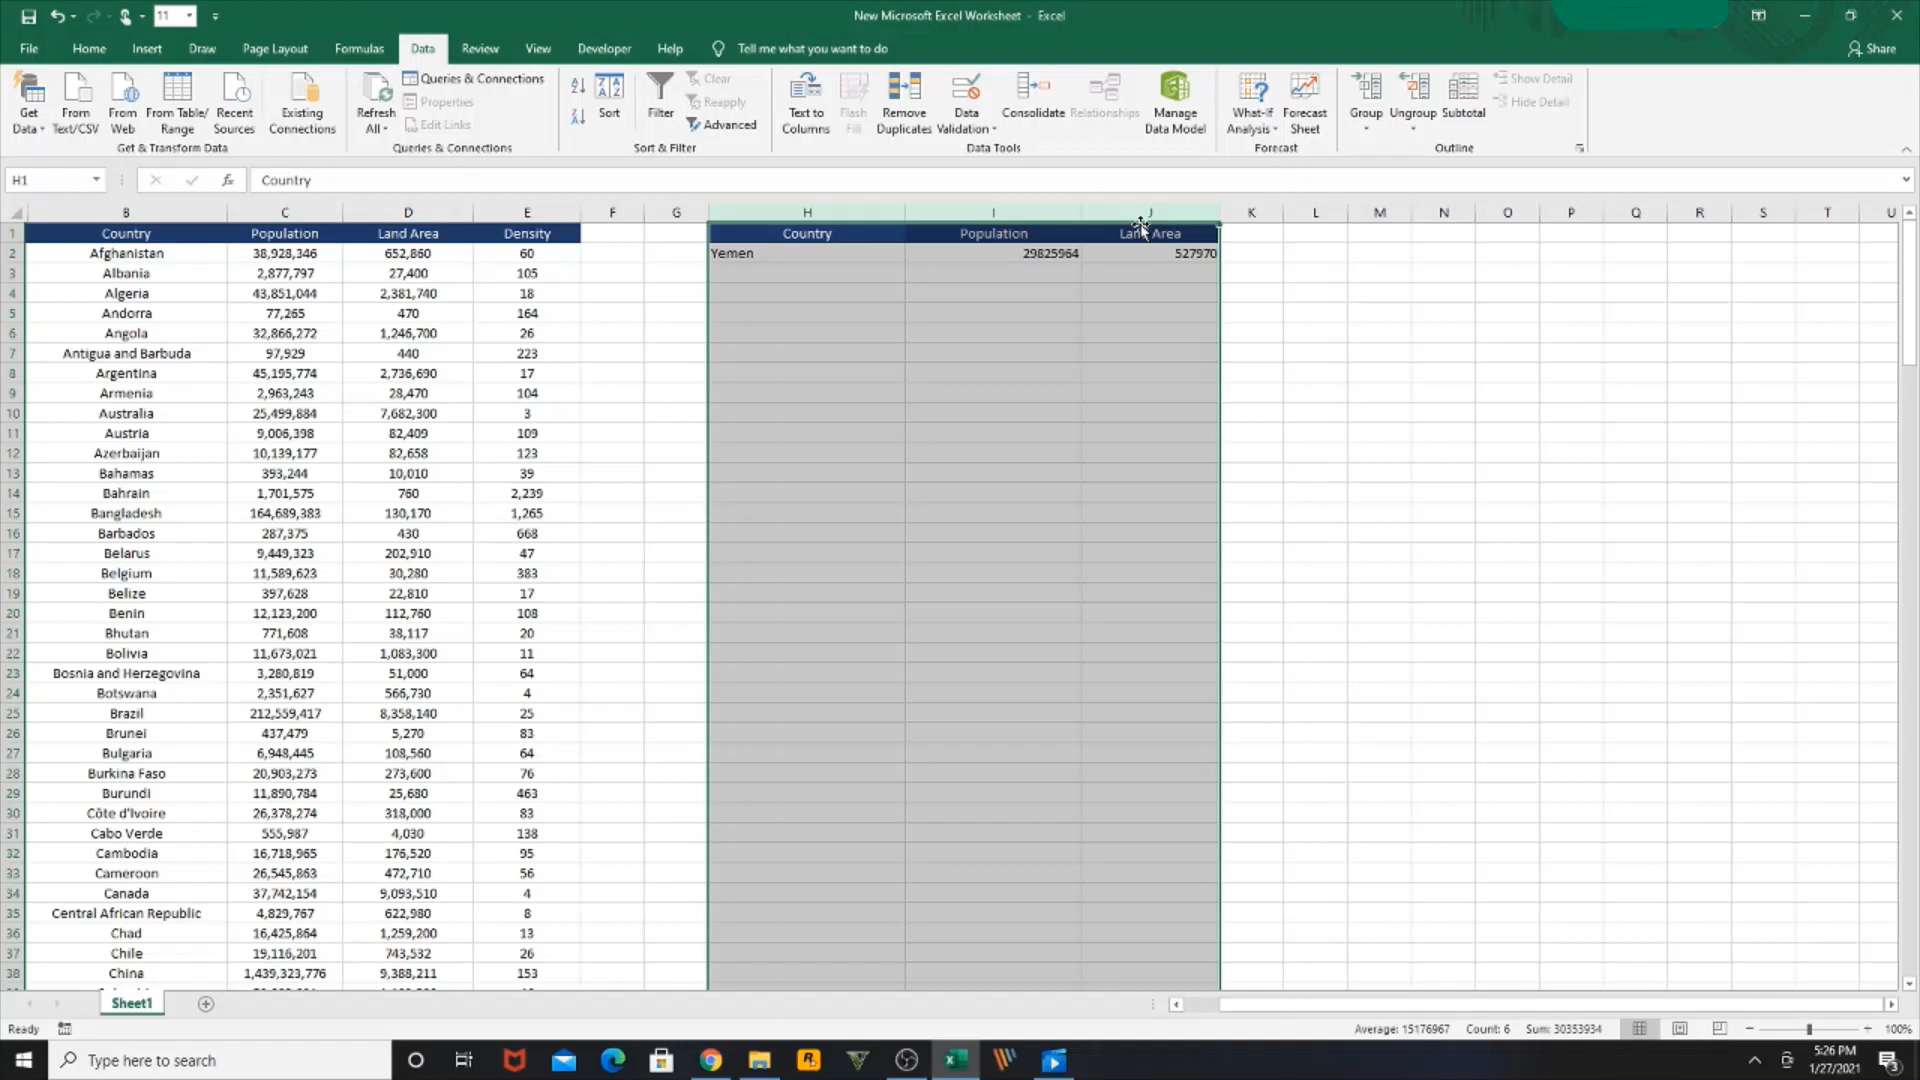 11
New Microsoft Excel Worksheet - Excel
File Home Insert Draw Page Layout Formulas Data Review View Developer Help Tell me what you want to do Share
Get Data From Text/CSV From Web From Table/ Range Recent Sources Existing Connections
Get & Transform Data
Refresh All Queries & Connections Properties Edit Links
Queries & Connections
Sort Filter Clear Reapply Advanced
Sort & Filter
Text to Columns Flash Fill Remove Duplicates Data Validation Consolidate Relationships Manage Data Model
Data Tools
What-If Analysis Forecast Sheet
Forecast
Group Ungroup Subtotal Show Detail Hide Detail
Outline
H1 fx Country
B C D E F G H I J K L M N O P Q R S T U
1 Country Population Land Area Density Country Population Land Area
2 Afghanistan 38,928,346 652,860 60 Yemen 29825964 527970
3 Albania 2,877,797 27,400 105
4 Algeria 43,851,044 2,381,740 18
5 Andorra 77,265 470 164
6 Angola 32,866,272 1,246,700 26
7 Antigua and Barbuda 97,929 440 223
8 Argentina 45,195,774 2,736,690 17
9 Armenia 2,963,243 28,470 104
10 Australia 25,499,884 7,682,300 3
11 Austria 9,006,398 82,409 109
12 Azerbaijan 10,139,177 82,658 123
13 Bahamas 393,244 10,010 39
14 Bahrain 1,701,575 760 2,239
15 Bangladesh 164,689,383 130,170 1,265
16 Barbados 287,375 430 668
17 Belarus 9,449,323 202,910 47
18 Belgium 11,589,623 30,280 383
19 Belize 397,628 22,810 17
20 Benin 12,123,200 112,760 108
21 Bhutan 771,608 38,117 20
22 Bolivia 11,673,021 1,083,300 11
23 Bosnia and Herzegovina 3,280,819 51,000 64
24 Botswana 2,351,627 566,730 4
25 Brazil 212,559,417 8,358,140 25
26 Brunei 437,479 5,270 83
27 Bulgaria 6,948,445 108,560 64
28 Burkina Faso 20,903,273 273,600 76
29 Burundi 11,890,784 25,680 463
30 Côte d'Ivoire 26,378,274 318,000 83
31 Cabo Verde 555,987 4,030 138
32 Cambodia 16,718,965 176,520 95
33 Cameroon 26,545,863 472,710 56
34 Canada 37,742,154 9,093,510 4
35 Central African Republic 4,829,767 622,980 8
36 Chad 16,425,864 1,259,200 13
37 Chile 19,116,201 743,532 26
38 China 1,439,323,776 9,388,211 153
Sheet1
Ready Average: 15176967 Count: 6 Sum: 30353934 100%
Type here to search
5:26 PM
1/27/2021
3